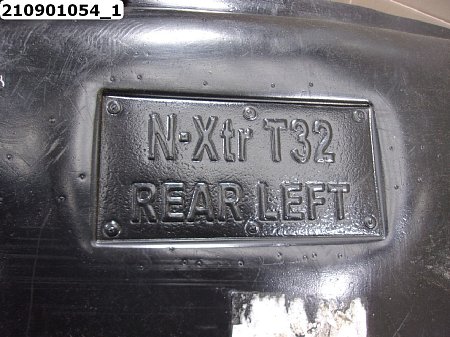 210901054_1
N-Xtr T32
REAR LEFT